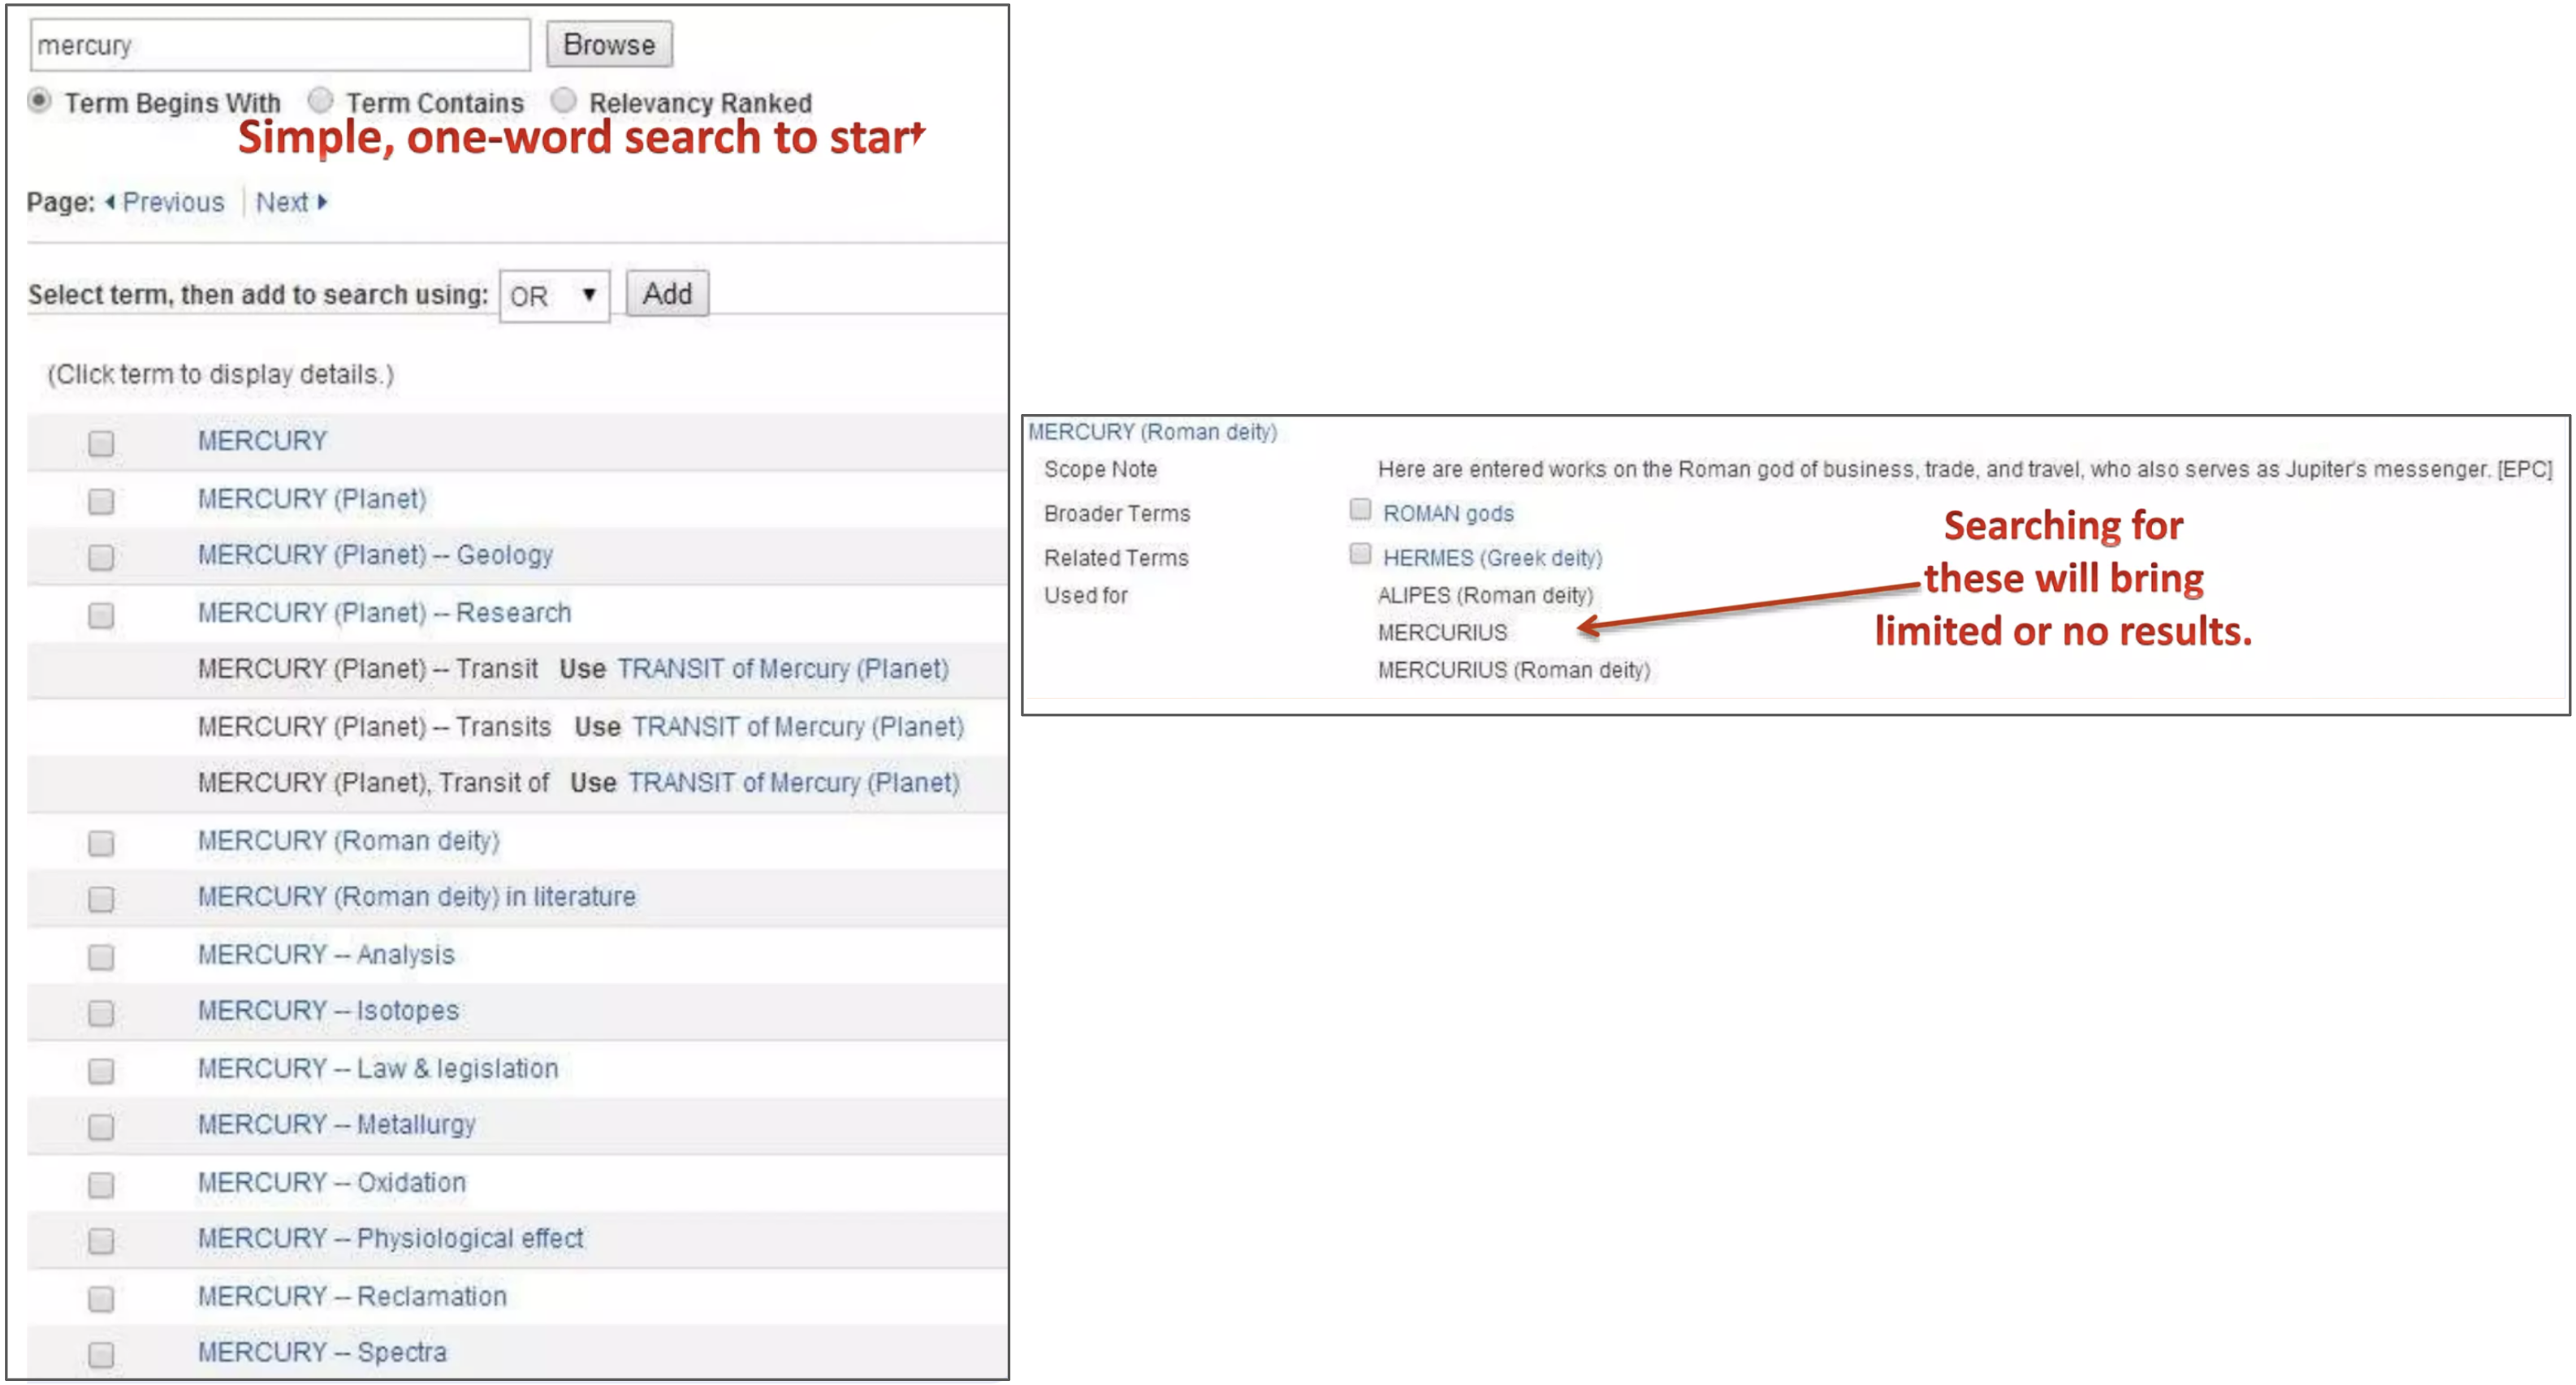 mercury Browse
Term Begins With Term Contains Relevancy Ranked
Simple, one-word search to start
Page: Previous Next
Select term, then add to search using: OR Add
(Click term to display details.)
MERCURY
MERCURY (Planet)
MERCURY (Planet) -- Geology
MERCURY (Planet) -- Research
MERCURY (Planet) -- Transit Use TRANSIT of Mercury (Planet)
MERCURY (Planet) -- Transits Use TRANSIT of Mercury (Planet)
MERCURY (Planet), Transit of Use TRANSIT of Mercury (Planet)
MERCURY (Roman deity)
MERCURY (Roman deity) in literature
MERCURY -- Analysis
MERCURY -- Isotopes
MERCURY -- Law & legislation
MERCURY -- Metallurgy
MERCURY -- Oxidation
MERCURY -- Physiological effect
MERCURY -- Reclamation
MERCURY -- Spectra
MERCURY (Roman deity)
Scope Note Here are entered works on the Roman god of business, trade, and travel, who also serves as Jupiter's messenger. [EPC]
Broader Terms ROMAN gods
Related Terms HERMES (Greek deity)
Used for ALIPES (Roman deity)
MERCURIUS
MERCURIUS (Roman deity)
Searching for
these will bring
limited or no results.